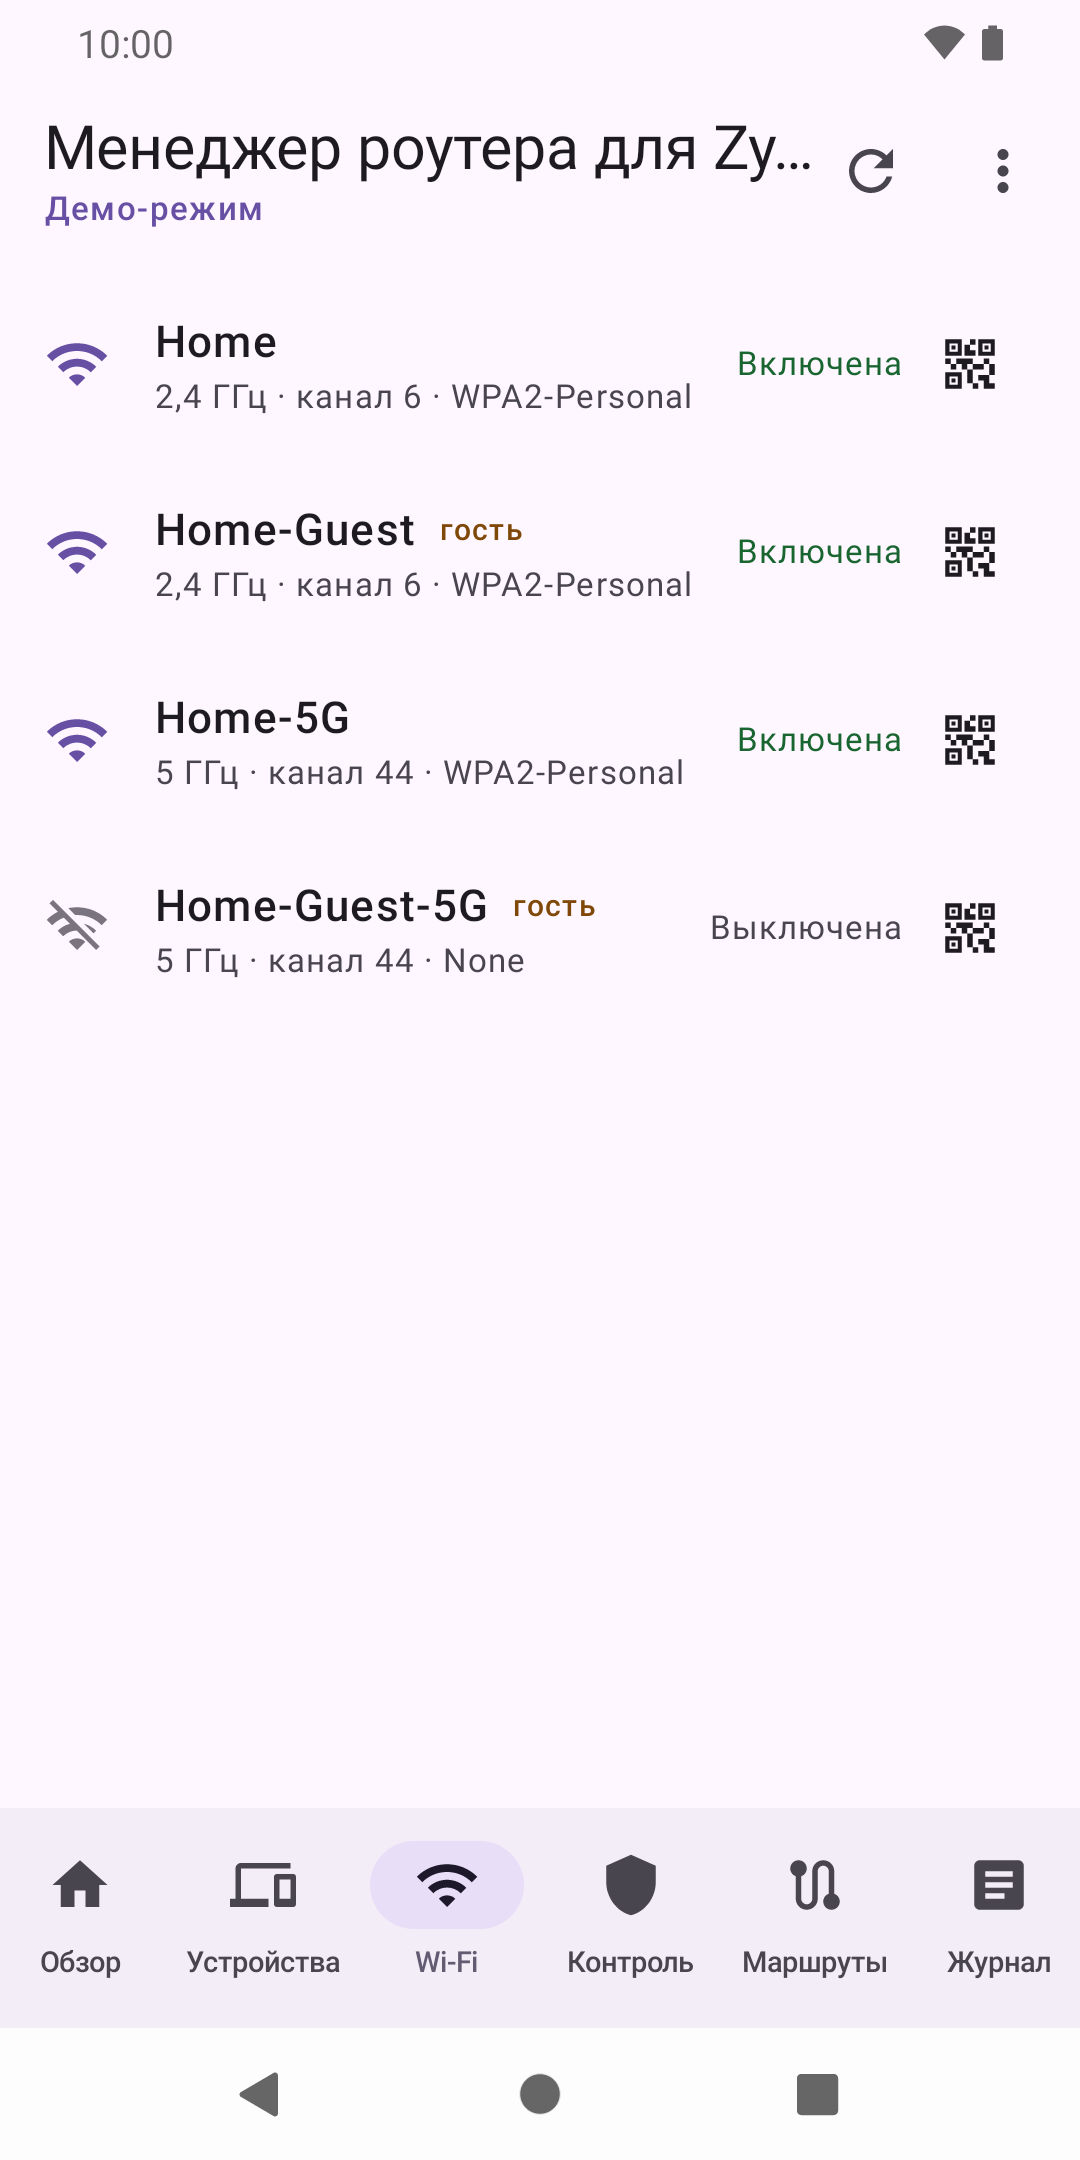 10:00
Менеджер роутера для Zy...
Демо-режим
Home
2,4 ГГц · канал 6 · WPA2-Personal
Включена
Home-Guest гость
2,4 ГГц · канал 6 · WPA2-Personal
Включена
Home-5G
5 ГГц · канал 44 · WPA2-Personal
Включена
Home-Guest-5G гость
5 ГГц · канал 44 · None
Выключена
Обзор
Устройства
Wi-Fi
Контроль
Маршруты
Журнал